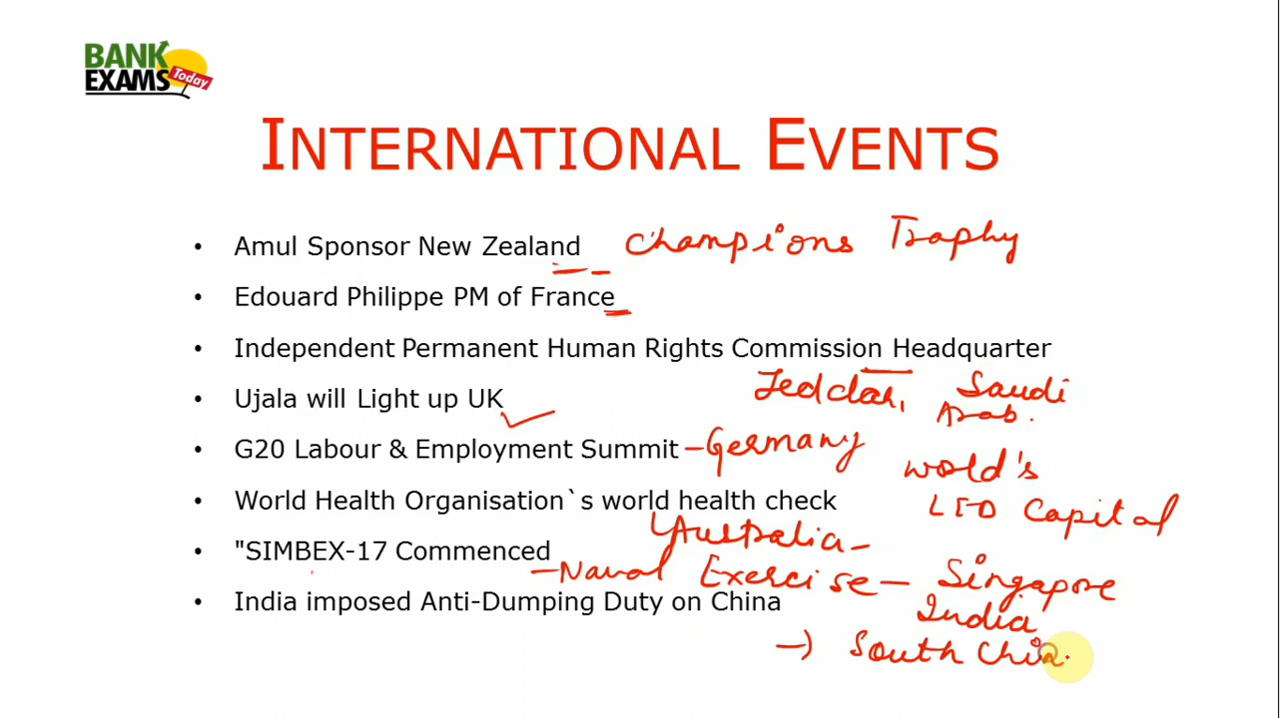 BANK
EXAMS Today
INTERNATIONAL EVENTS
• Amul Sponsor New Zealand Champions Trophy
• Edouard Philippe PM of France
• Independent Permanent Human Rights Commission Headquarter
Jeddah, Saudi
Arab.
• Ujala will Light up UK
• G20 Labour & Employment Summit - Germany
World's
LED Capital
• World Health Organisation`s world health check
Australia -
• "SIMBEX-17 Commenced
- Naval Exercise - Singapore
India
• India imposed Anti-Dumping Duty on China
→ South Chin